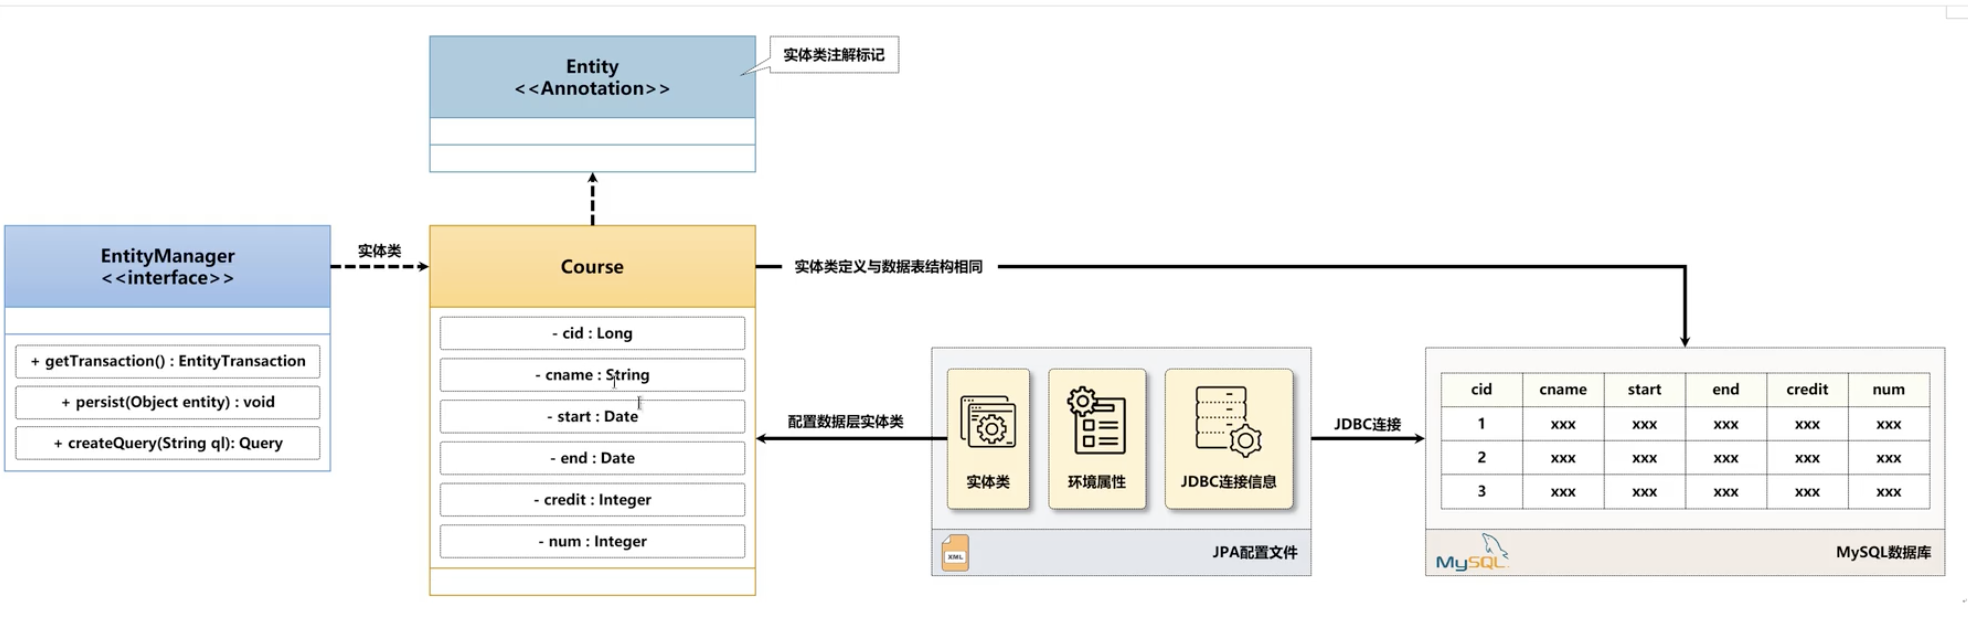 Entity
<<Annotation>>
实体类注解标记
EntityManager
<<interface>>
+ getTransaction() : EntityTransaction
+ persist(Object entity) : void
+ createQuery(String ql): Query
实体类
Course
- cid : Long
- cname : String
- start : Date
- end : Date
- credit : Integer
- num : Integer
实体类定义与数据表结构相同
配置数据层实体类
实体类
环境属性
JDBC连接信息
XML
JPA配置文件
JDBC连接
cid cname start end credit num
1 xxx xxx xxx xxx xxx
2 xxx xxx xxx xxx xxx
3 xxx xxx xxx xxx xxx
MySQL
MySQL数据库